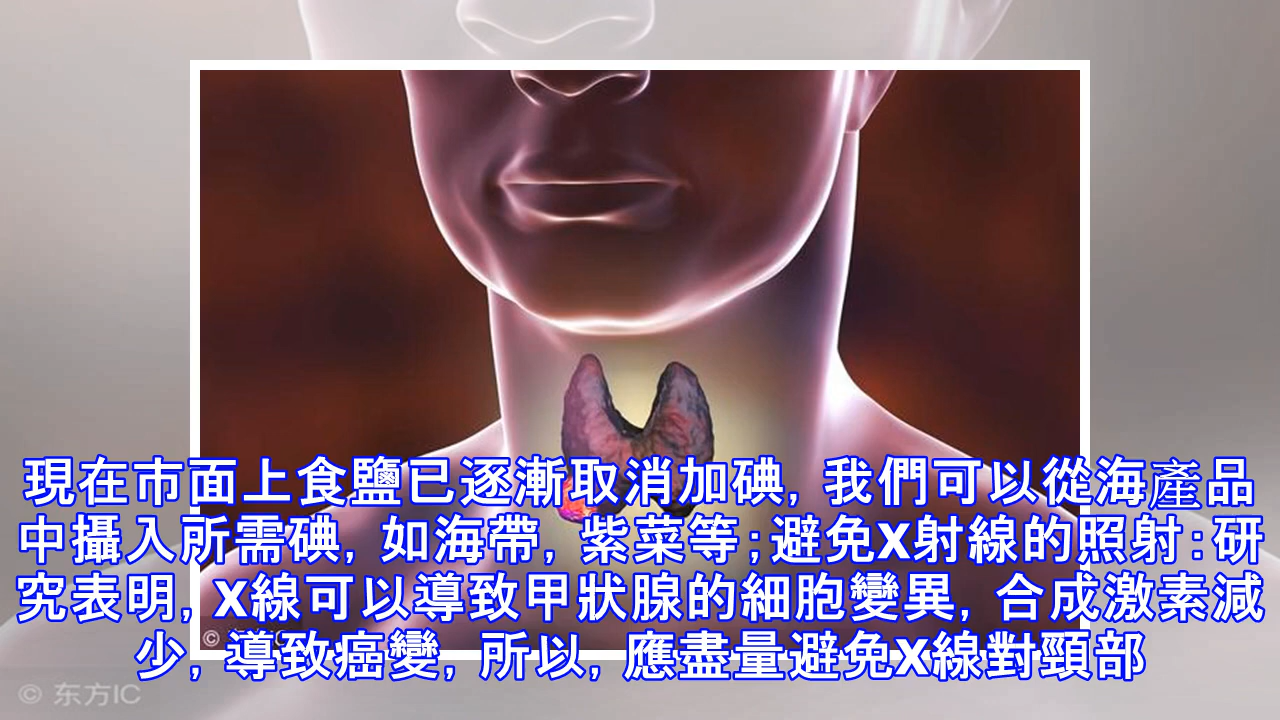 現在市面上食鹽已逐漸取消加碘, 我們可以從海產品
中攝入所需碘, 如海帶, 紫菜等;避免X射線的照射:研
究表明, X線可以導致甲狀腺的細胞變異, 合成激素減
少, 導致癌變, 所以, 應盡量避免X線對頸部
© 东方IC